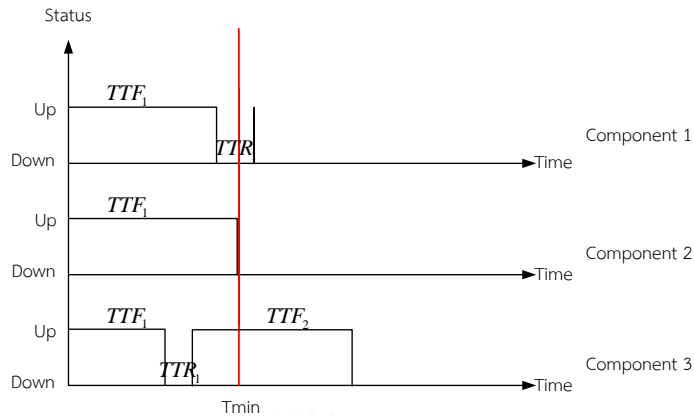 Status
Up
TTF1
Down
TTR
Time
Component 1
Up
TTF1
Down
Time
Component 2
Up
TTF1
TTF2
Down
TTR1
Time
Component 3
Tmin